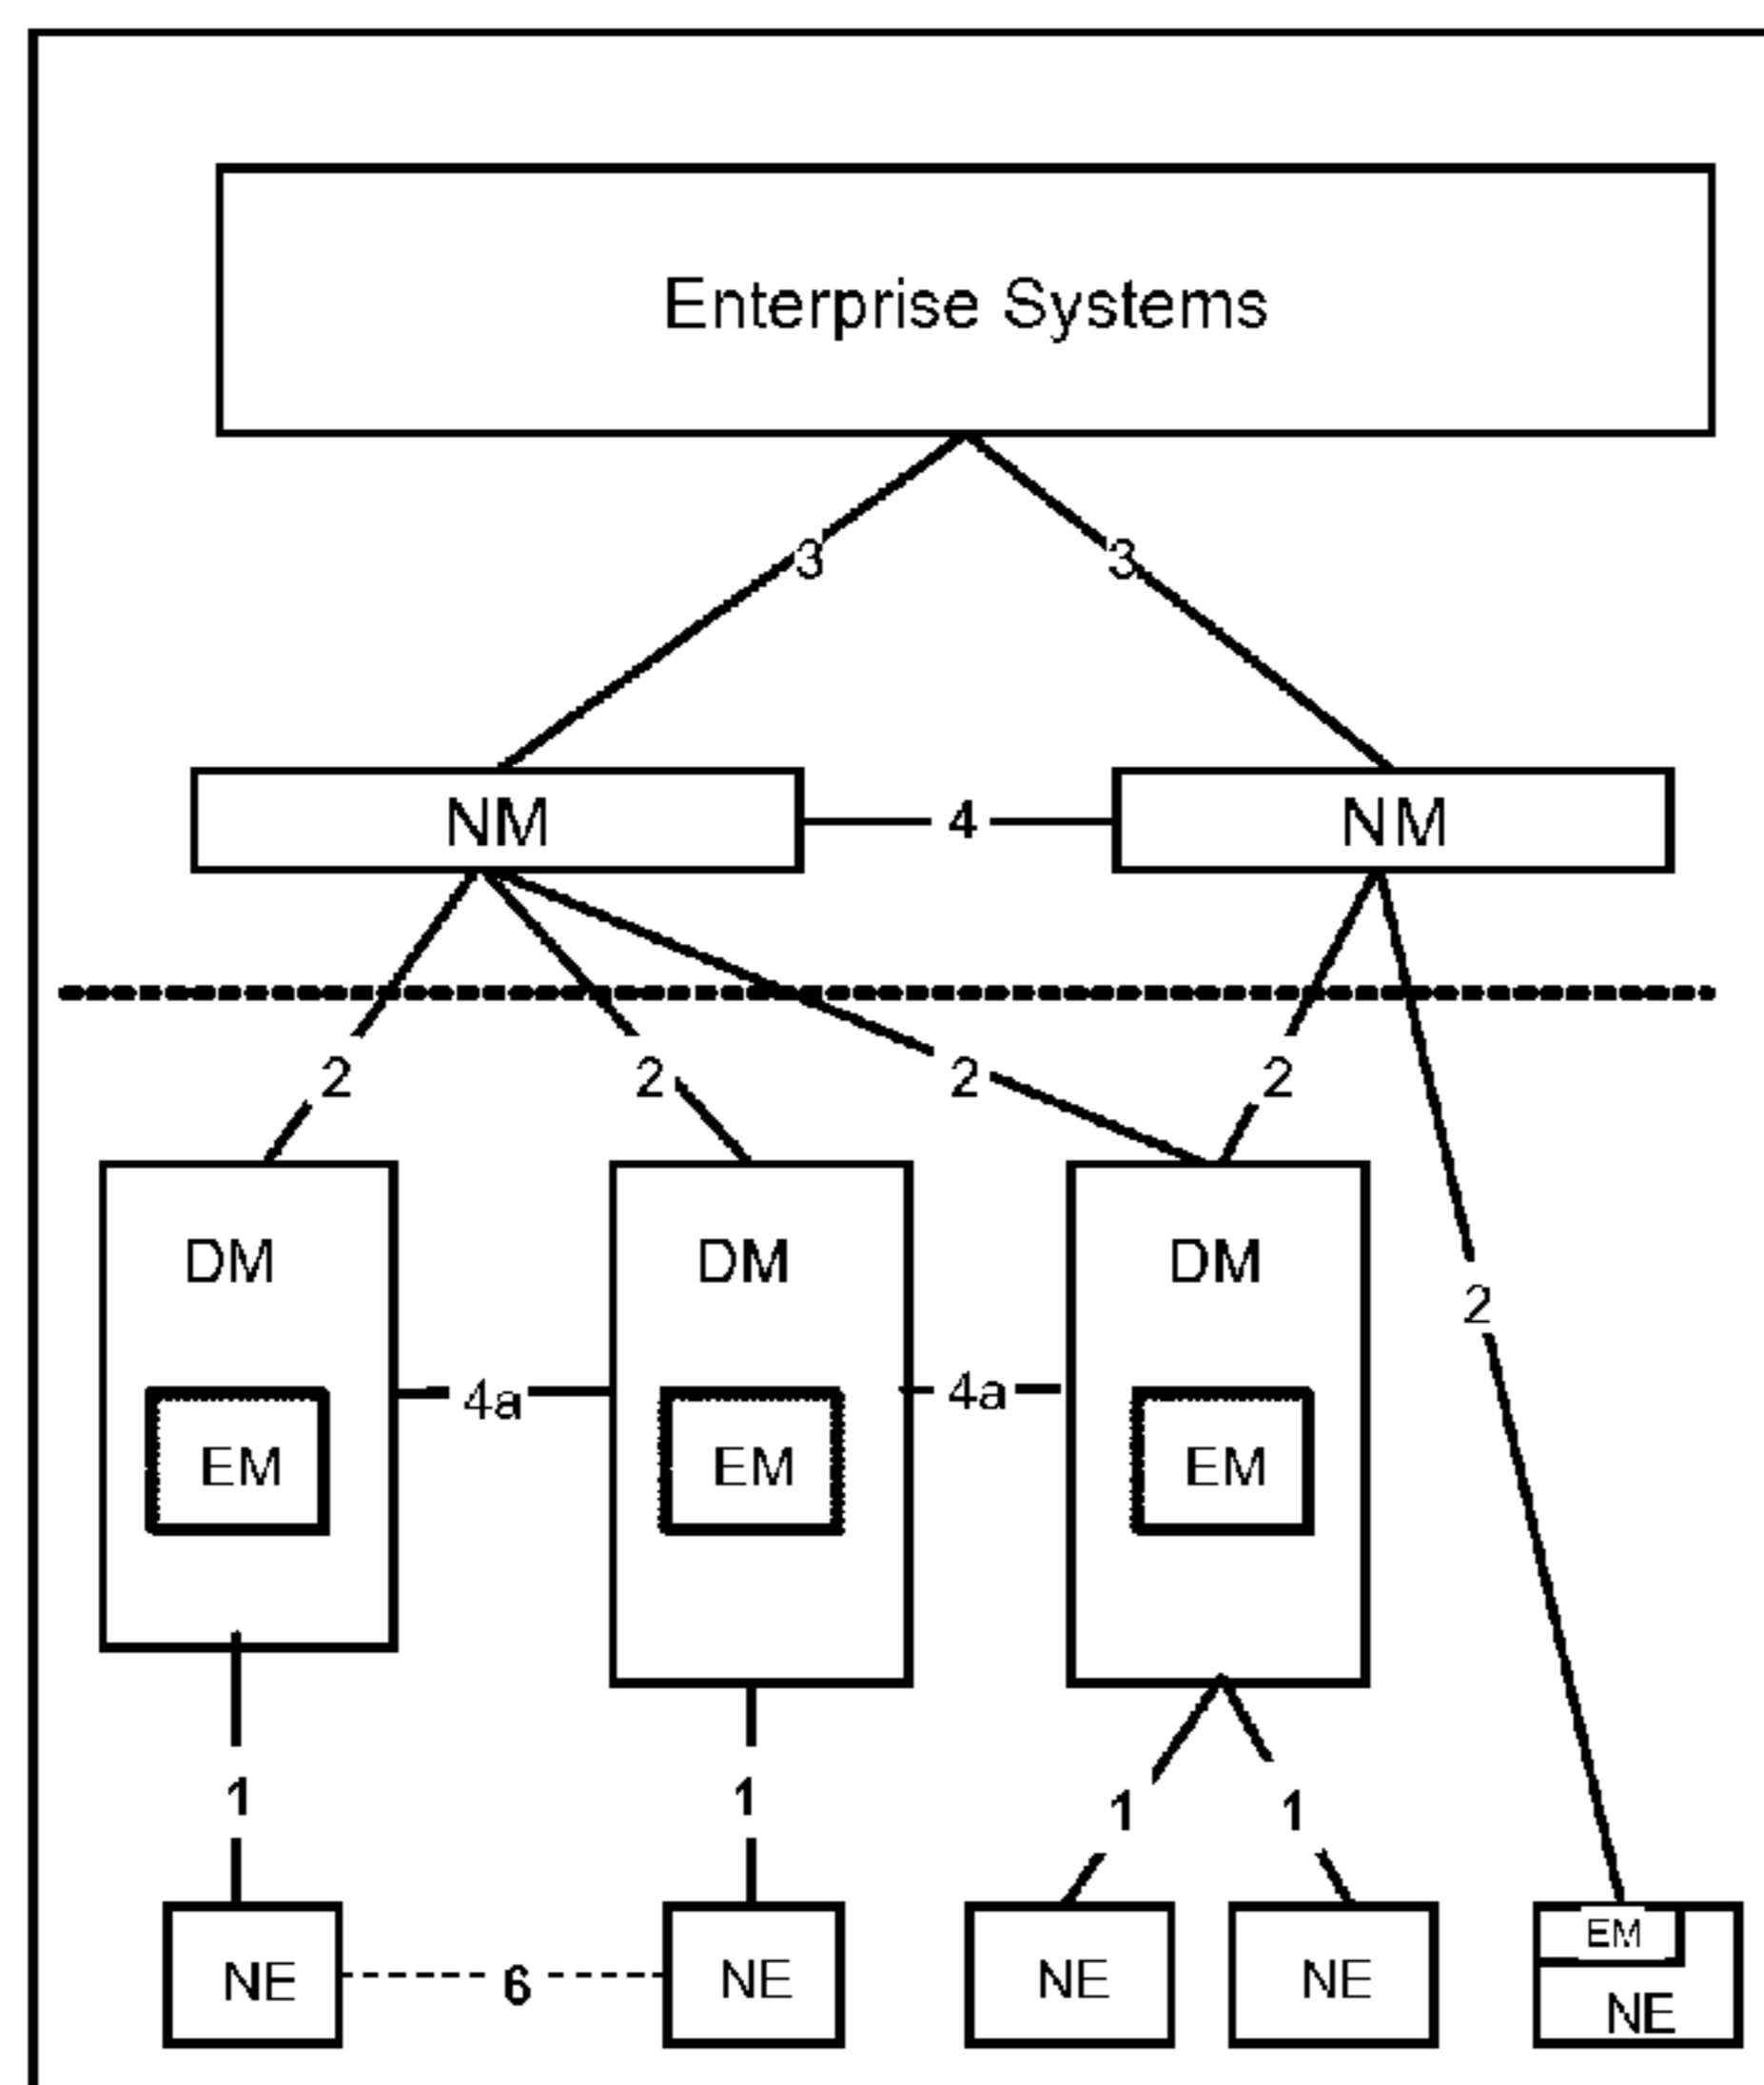 Enterprise Systems
3 3
NM 4 NM
2 2 2 2
DM DM DM
2
4a 4a
EM EM EM
1 1 1 1
EM
NE 6 NE NE NE NE